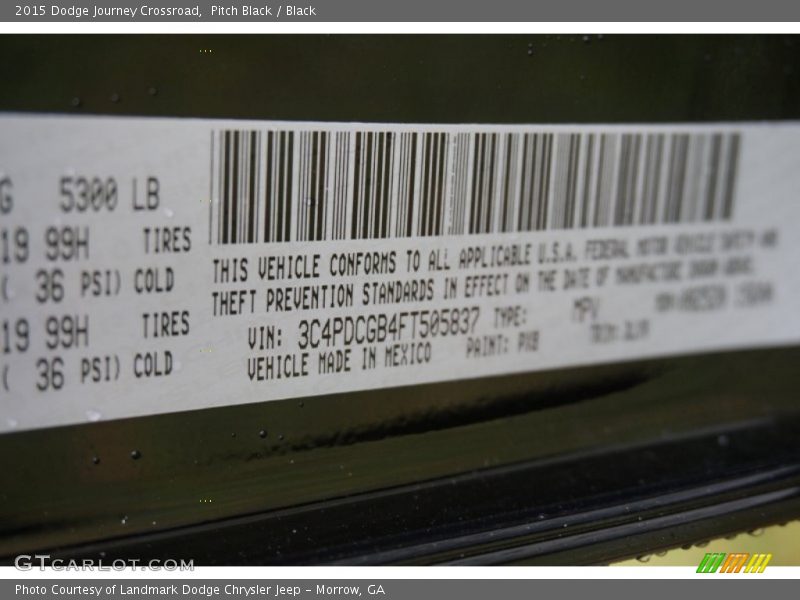 2015 Dodge Journey Crossroad, Pitch Black / Black
G 5300 LB
19 99H TIRES
( 36 PSI) COLD
19 99H TIRES
( 36 PSI) COLD
THIS VEHICLE CONFORMS TO ALL APPLICABLE U.S.A. FEDERAL MOTOR VEHICLE SAFETY AND
THEFT PREVENTION STANDARDS IN EFFECT ON THE DATE OF MANUFACTURE SHOWN ABOVE.
VIN: 3C4PDCGB4FT505837 TYPE: MPV
VEHICLE MADE IN MEXICO PAINT: PX8
GTCARLOT.COM
Photo Courtesy of Landmark Dodge Chrysler Jeep – Morrow, GA